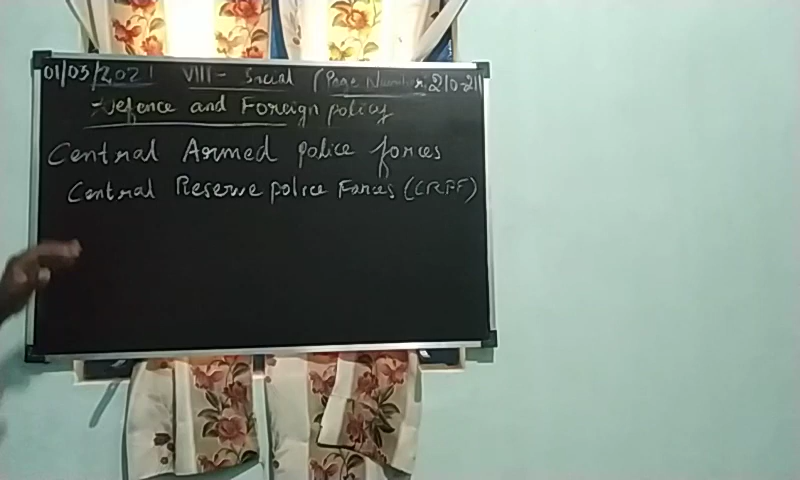 01/03/2021 VIII - Social (Page Number: 210-211
Defence and Foreign policy
Central Armed police forces
Central Reserve police Forces (CRPF)